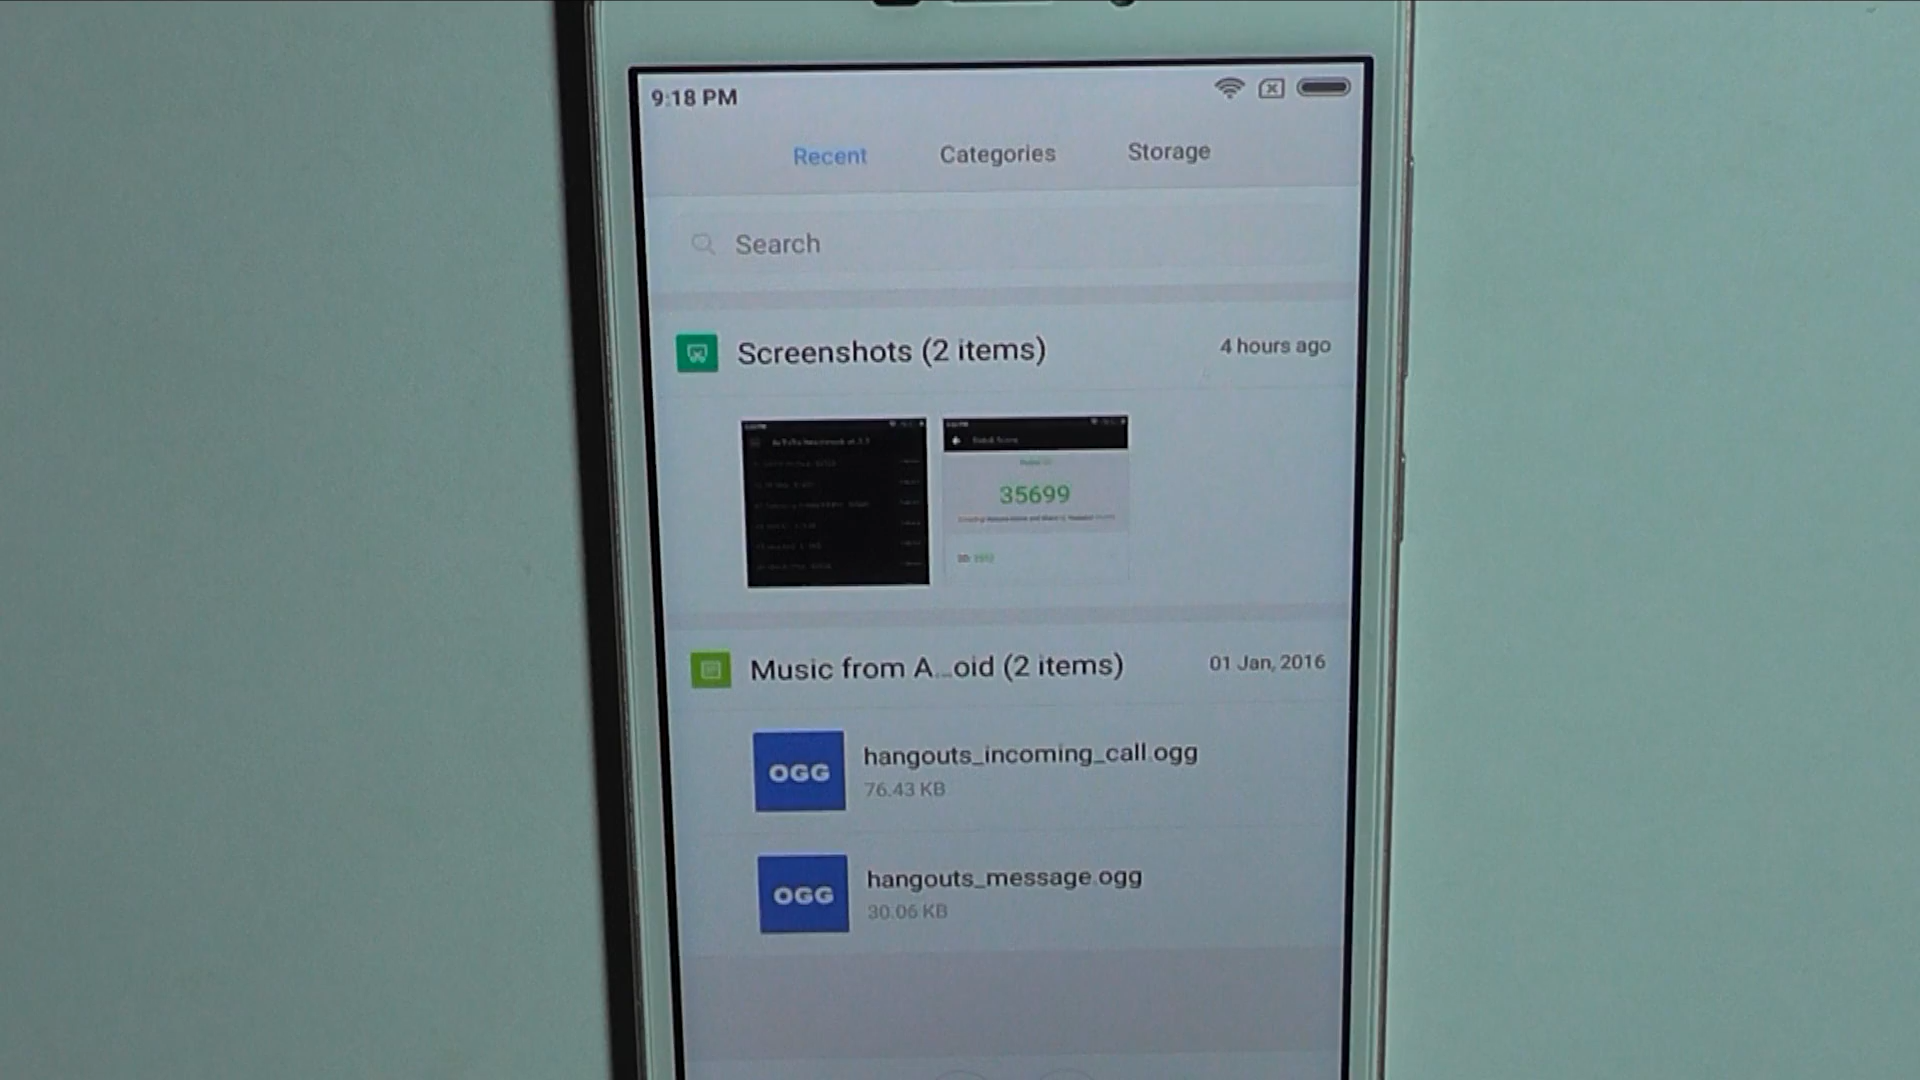 9:18 PM
Recent Categories Storage
Search
Screenshots (2 items) 4 hours ago
35699
Music from A...oid (2 items) 01 Jan, 2016
OGG hangouts_incoming_call.ogg
76.43 KB
OGG hangouts_message.ogg
30.06 KB